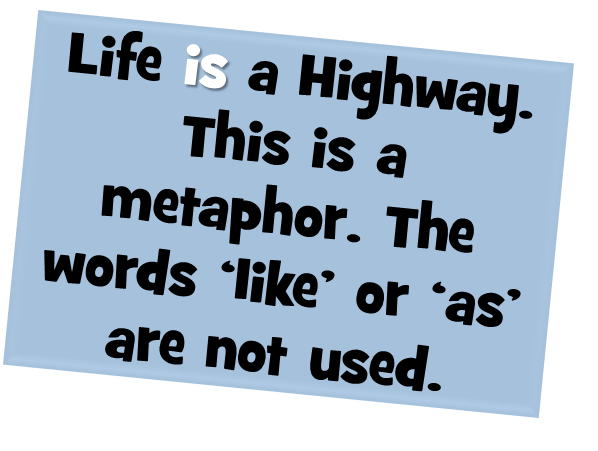 Life is a Highway.
This is a
metaphor. The
words ‘like’ or ‘as’
are not used.